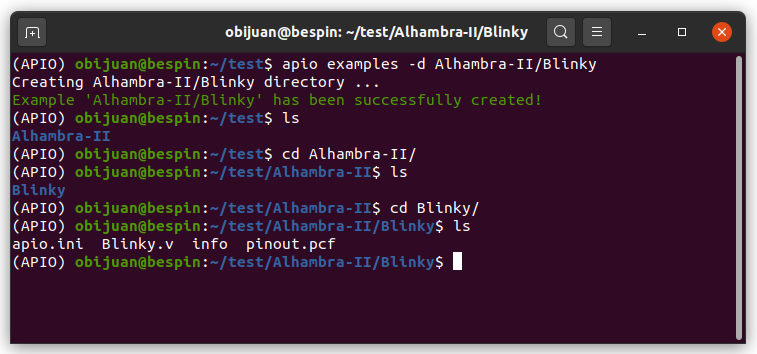 obijuan@bespin: ~/test/Alhambra-II/Blinky
(APIO) obijuan@bespin:~/test$ apio examples -d Alhambra-II/Blinky
Creating Alhambra-II/Blinky directory ...
Example 'Alhambra-II/Blinky' has been successfully created!
(APIO) obijuan@bespin:~/test$ ls
Alhambra-II
(APIO) obijuan@bespin:~/test$ cd Alhambra-II/
(APIO) obijuan@bespin:~/test/Alhambra-II$ ls
Blinky
(APIO) obijuan@bespin:~/test/Alhambra-II$ cd Blinky/
(APIO) obijuan@bespin:~/test/Alhambra-II/Blinky$ ls
apio.ini  Blinky.v  info  pinout.pcf
(APIO) obijuan@bespin:~/test/Alhambra-II/Blinky$